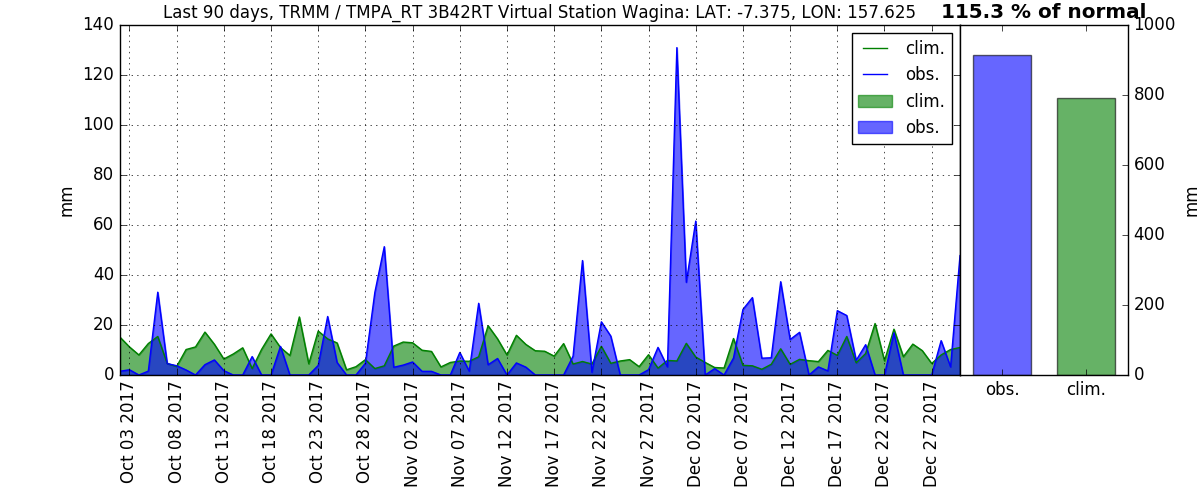 Last 90 days, TRMM / TMPA_RT 3B42RT Virtual Station Wagina: LAT: -7.375, LON: 157.625
115.3 % of normal
140
120
100
80
60
40
20
0
mm
clim.
obs.
clim.
obs.
Oct 03 2017
Oct 08 2017
Oct 13 2017
Oct 18 2017
Oct 23 2017
Oct 28 2017
Nov 02 2017
Nov 07 2017
Nov 12 2017
Nov 17 2017
Nov 22 2017
Nov 27 2017
Dec 02 2017
Dec 07 2017
Dec 12 2017
Dec 17 2017
Dec 22 2017
Dec 27 2017
1000
800
600
400
200
0
mm
obs.
clim.